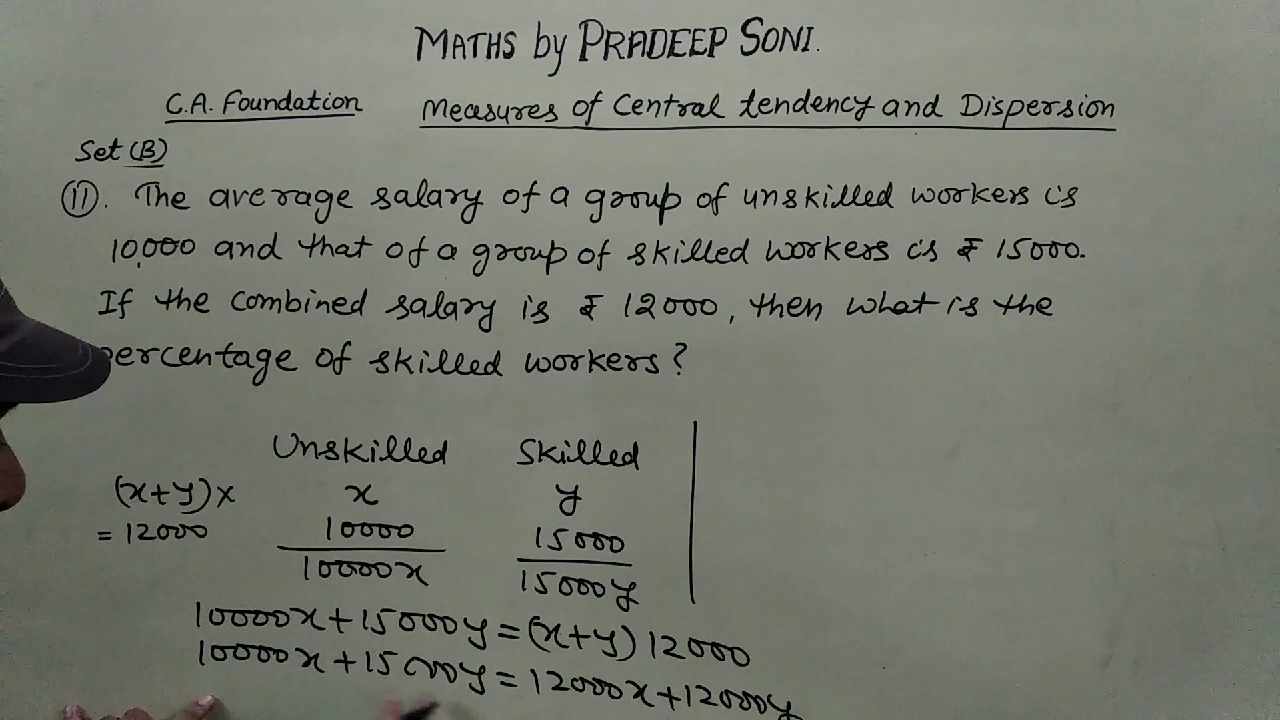 MATHS by PRADEEP SONI.
C.A. Foundation Measures of Central tendency and Dispersion
Set (B)
⑪. The average salary of a group of unskilled workers is
10,000 and that of a group of skilled workers is ₹ 15000.
If the combined salary is ₹ 12000, then what is the
percentage of skilled workers?
Unskilled Skilled
(x+y)× x y
= 12000 10000 15000
10000x 15000y
10000x+15000y=(x+y)12000
10000x+15000y=12000x+12000y